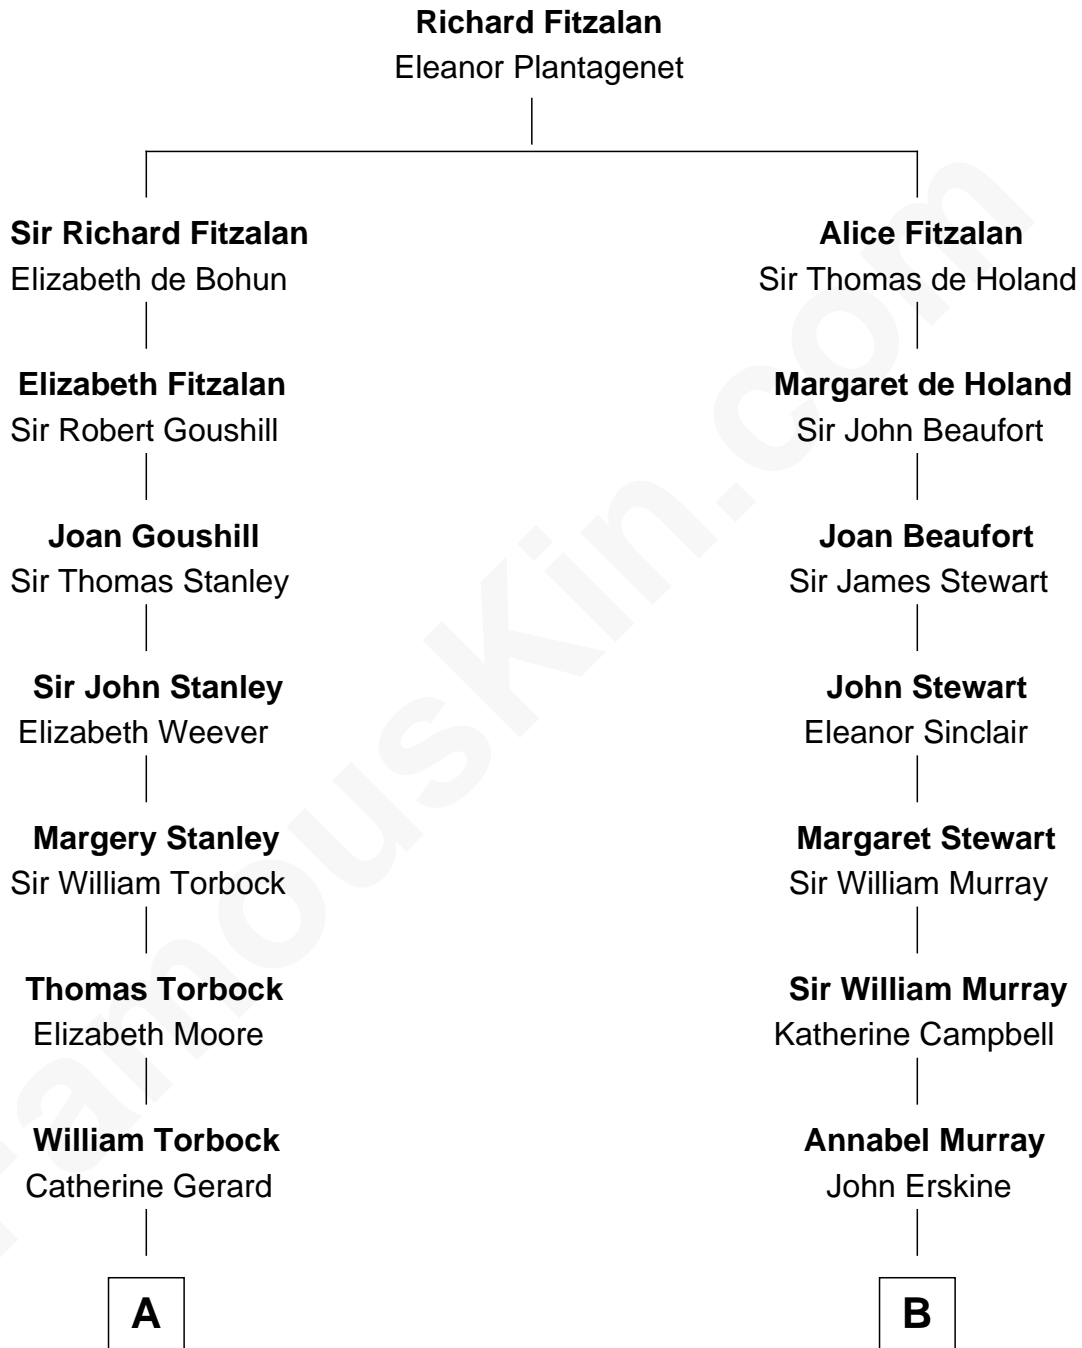 Richard Fitzalan
Eleanor Plantagenet
Sir Richard Fitzalan
Elizabeth de Bohun
Alice Fitzalan
Sir Thomas de Holand
Elizabeth Fitzalan
Sir Robert Goushill
Margaret de Holand
Sir John Beaufort
Joan Goushill
Sir Thomas Stanley
Joan Beaufort
Sir James Stewart
Sir John Stanley
Elizabeth Weever
John Stewart
Eleanor Sinclair
Margery Stanley
Sir William Torbock
Margaret Stewart
Sir William Murray
Thomas Torbock
Elizabeth Moore
Sir William Murray
Katherine Campbell
William Torbock
Catherine Gerard
Annabel Murray
John Erskine
A
B
FamousKin.com